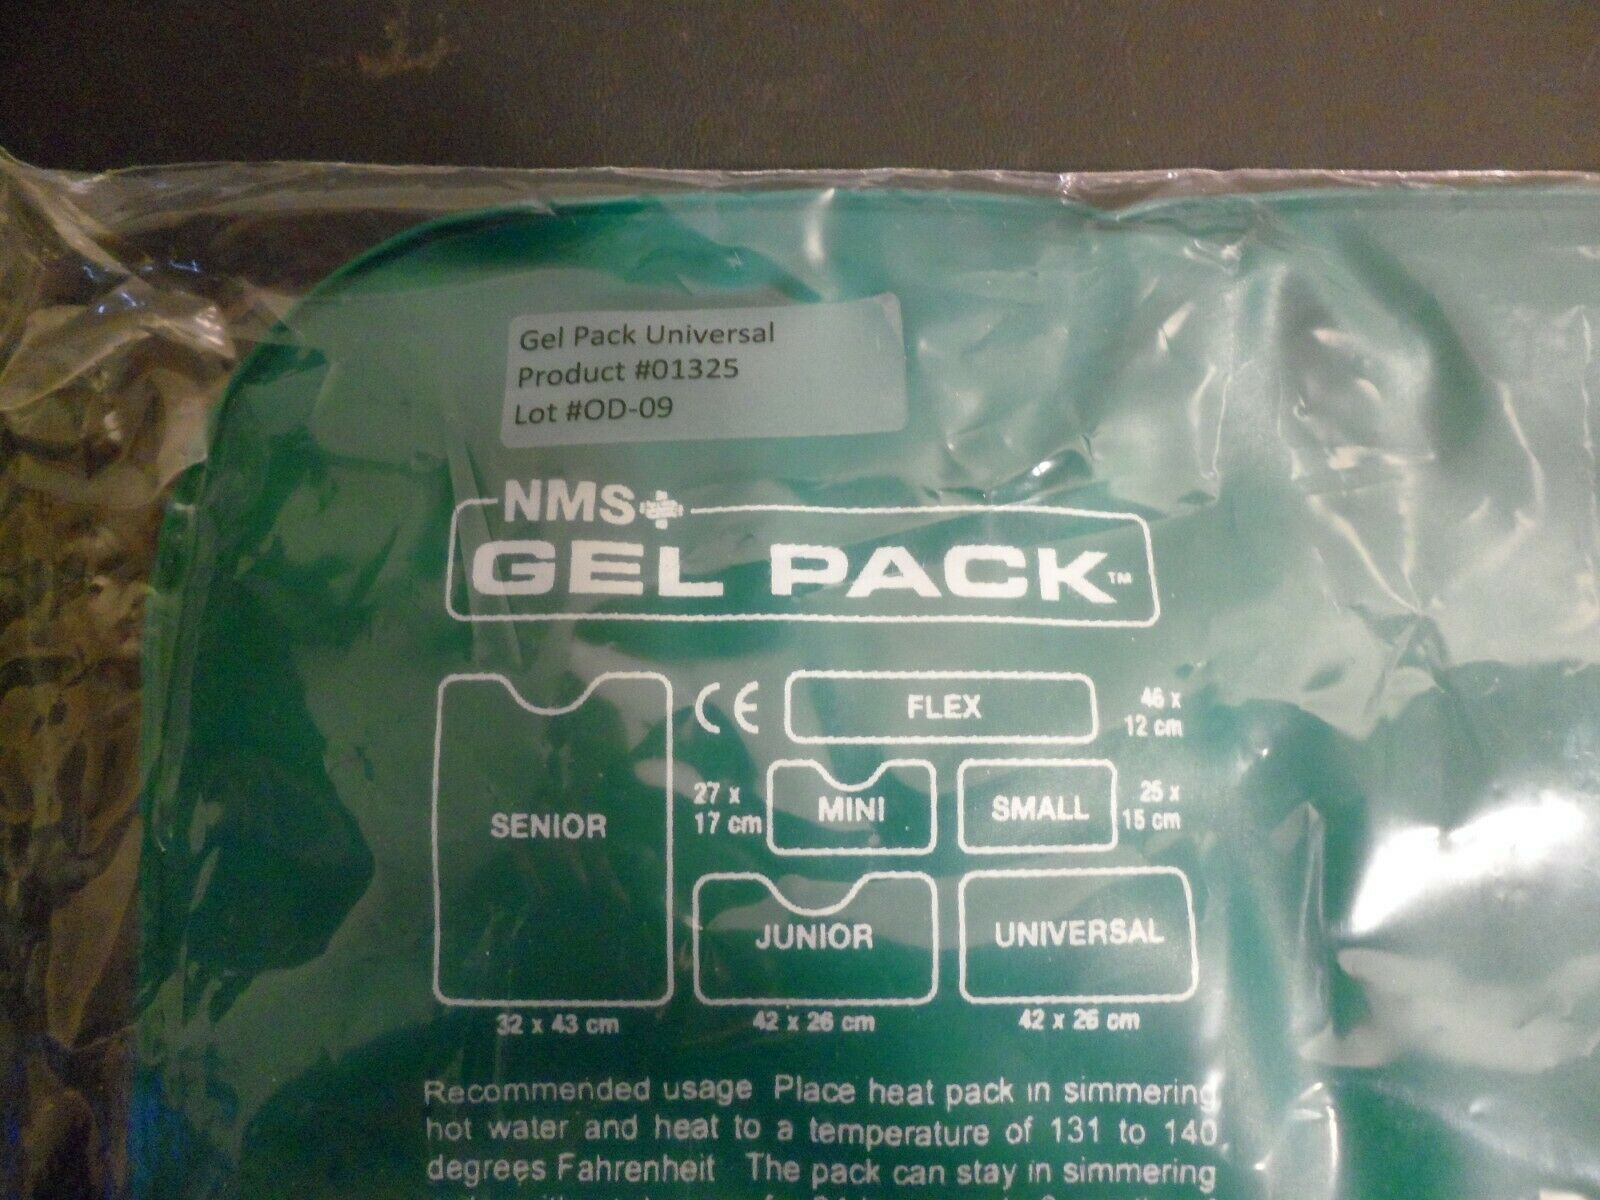 Gel Pack Universal
Product #01325
Lot #OD-09
NMS
GEL PACK™
SENIOR
32 x 43 cm
CE
FLEX
46 x
12 cm
27 x
17 cm
MINI
SMALL
25 x
15 cm
JUNIOR
42 x 26 cm
UNIVERSAL
42 x 26 cm
Recommended usage Place heat pack in simmering
hot water and heat to a temperature of 131 to 140
degrees Fahrenheit The pack can stay in simmering